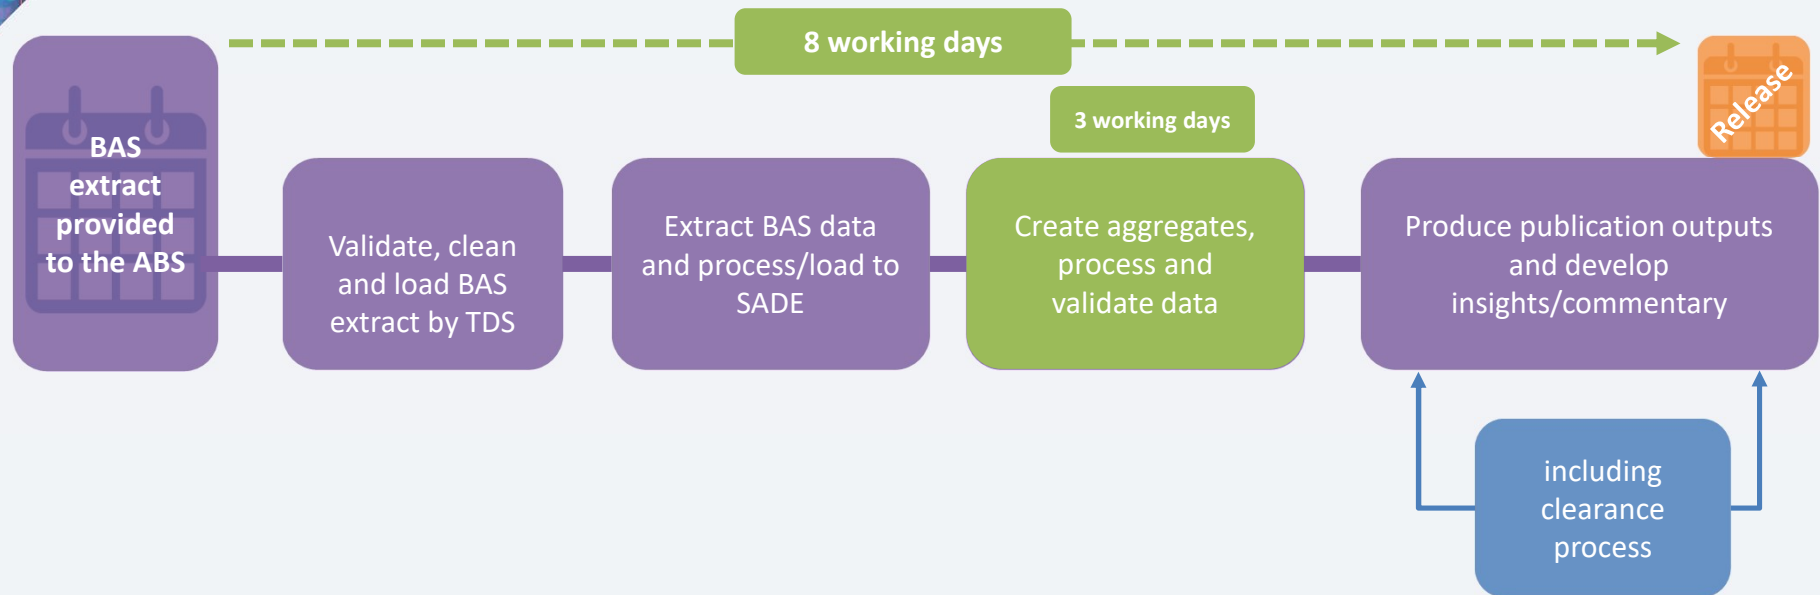 8 working days
3 working days
Release
BAS
extract
provided
to the ABS
Validate, clean
and load BAS
extract by TDS
Extract BAS data
and process/load to
SADE
Create aggregates,
process and
validate data
Produce publication outputs
and develop
insights/commentary
including
clearance
process